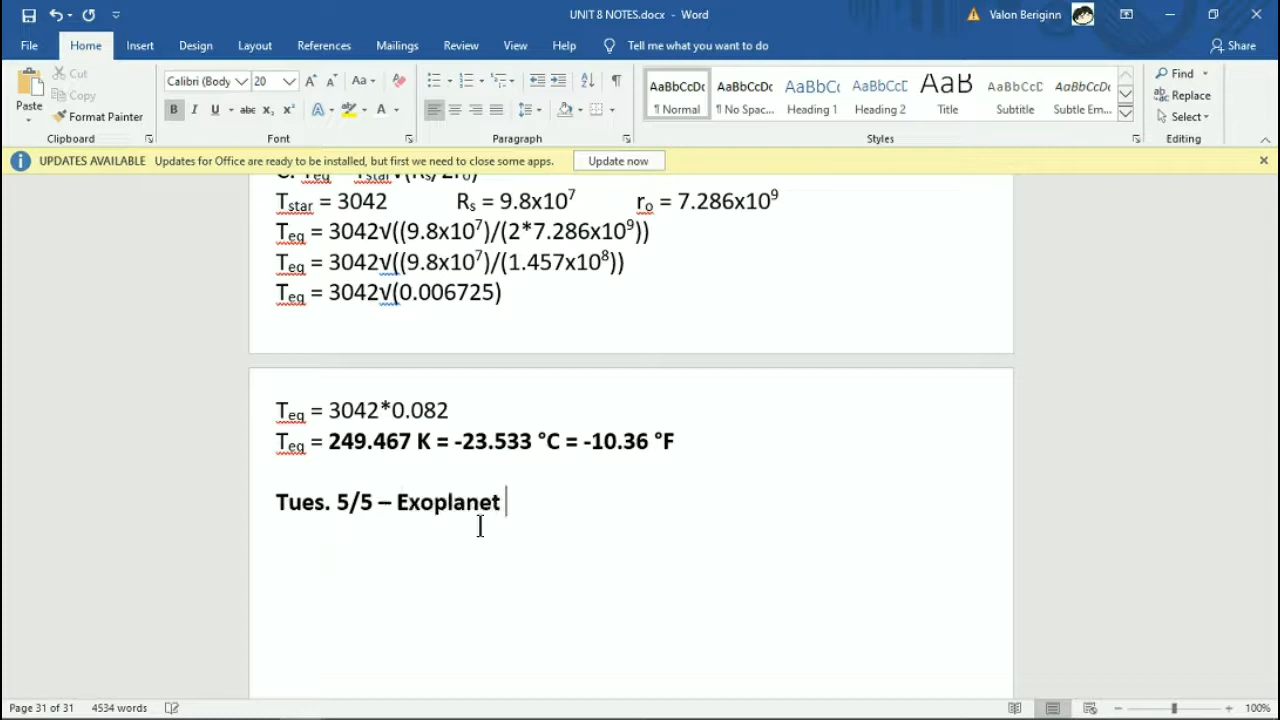 UNIT 8 NOTES.docx - Word
Valon Beriginn
File Home Insert Design Layout References Mailings Review View Help Tell me what you want to do Share
Paste
Cut
Copy
Format Painter
Clipboard
Calibri (Body 20
Font
Paragraph
AaBbCcDc AaBbCcDc AaBbCc AaBbCcD AaB AaBbCcD AaBbCcDc
¶ Normal ¶ No Spac... Heading 1 Heading 2 Title Subtitle Subtle Em...
Styles
Find
Replace
Select
Editing
UPDATES AVAILABLE Updates for Office are ready to be installed, but first we need to close some apps. Update now
Tstar = 3042 Rs = 9.8x10⁷ ro = 7.286x10⁹
Teq = 3042√((9.8x10⁷)/(2*7.286x10⁹))
Teq = 3042√((9.8x10⁷)/(1.457x10⁸))
Teq = 3042√(0.006725)
Teq = 3042*0.082
Teq = 249.467 K = -23.533 °C = -10.36 °F
Tues. 5/5 – Exoplanet
Page 31 of 31 4534 words 100%